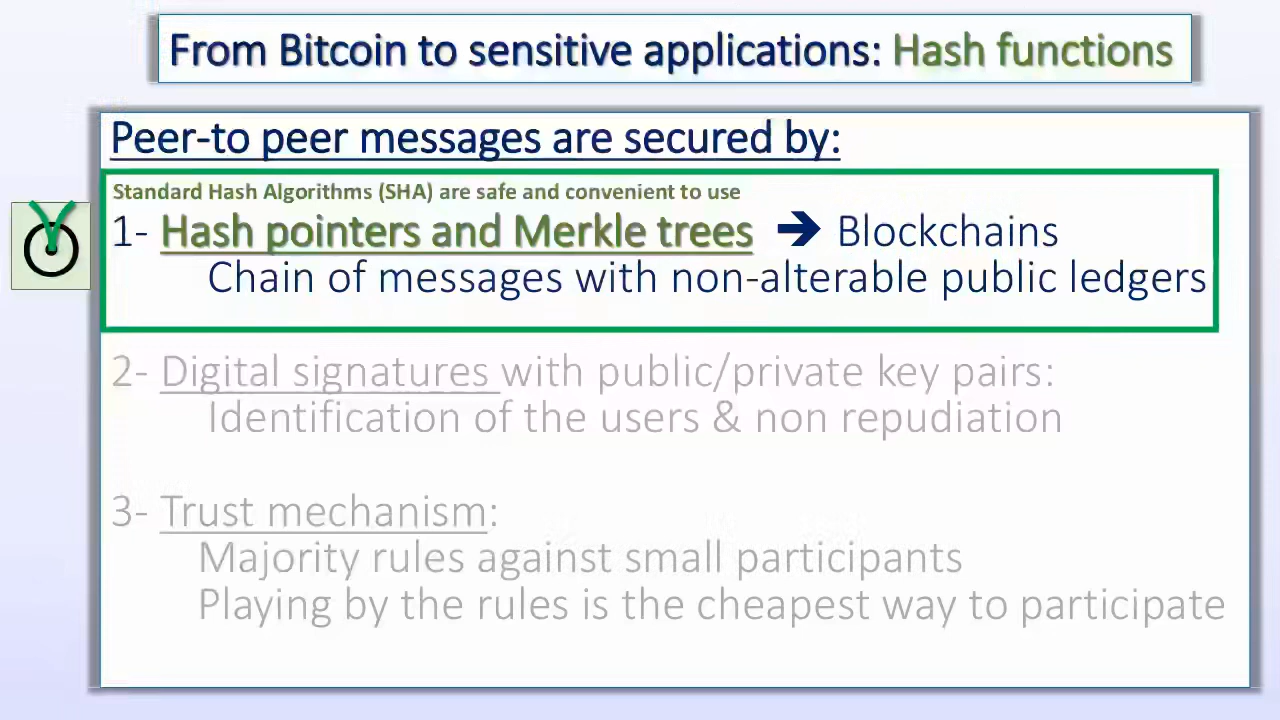 From Bitcoin to sensitive applications: Hash functions
Peer-to peer messages are secured by:
Standard Hash Algorithms (SHA) are safe and convenient to use
1- Hash pointers and Merkle trees ➔ Blockchains
Chain of messages with non-alterable public ledgers
2- Digital signatures with public/private key pairs:
Identification of the users & non repudiation
3- Trust mechanism:
Majority rules against small participants
Playing by the rules is the cheapest way to participate